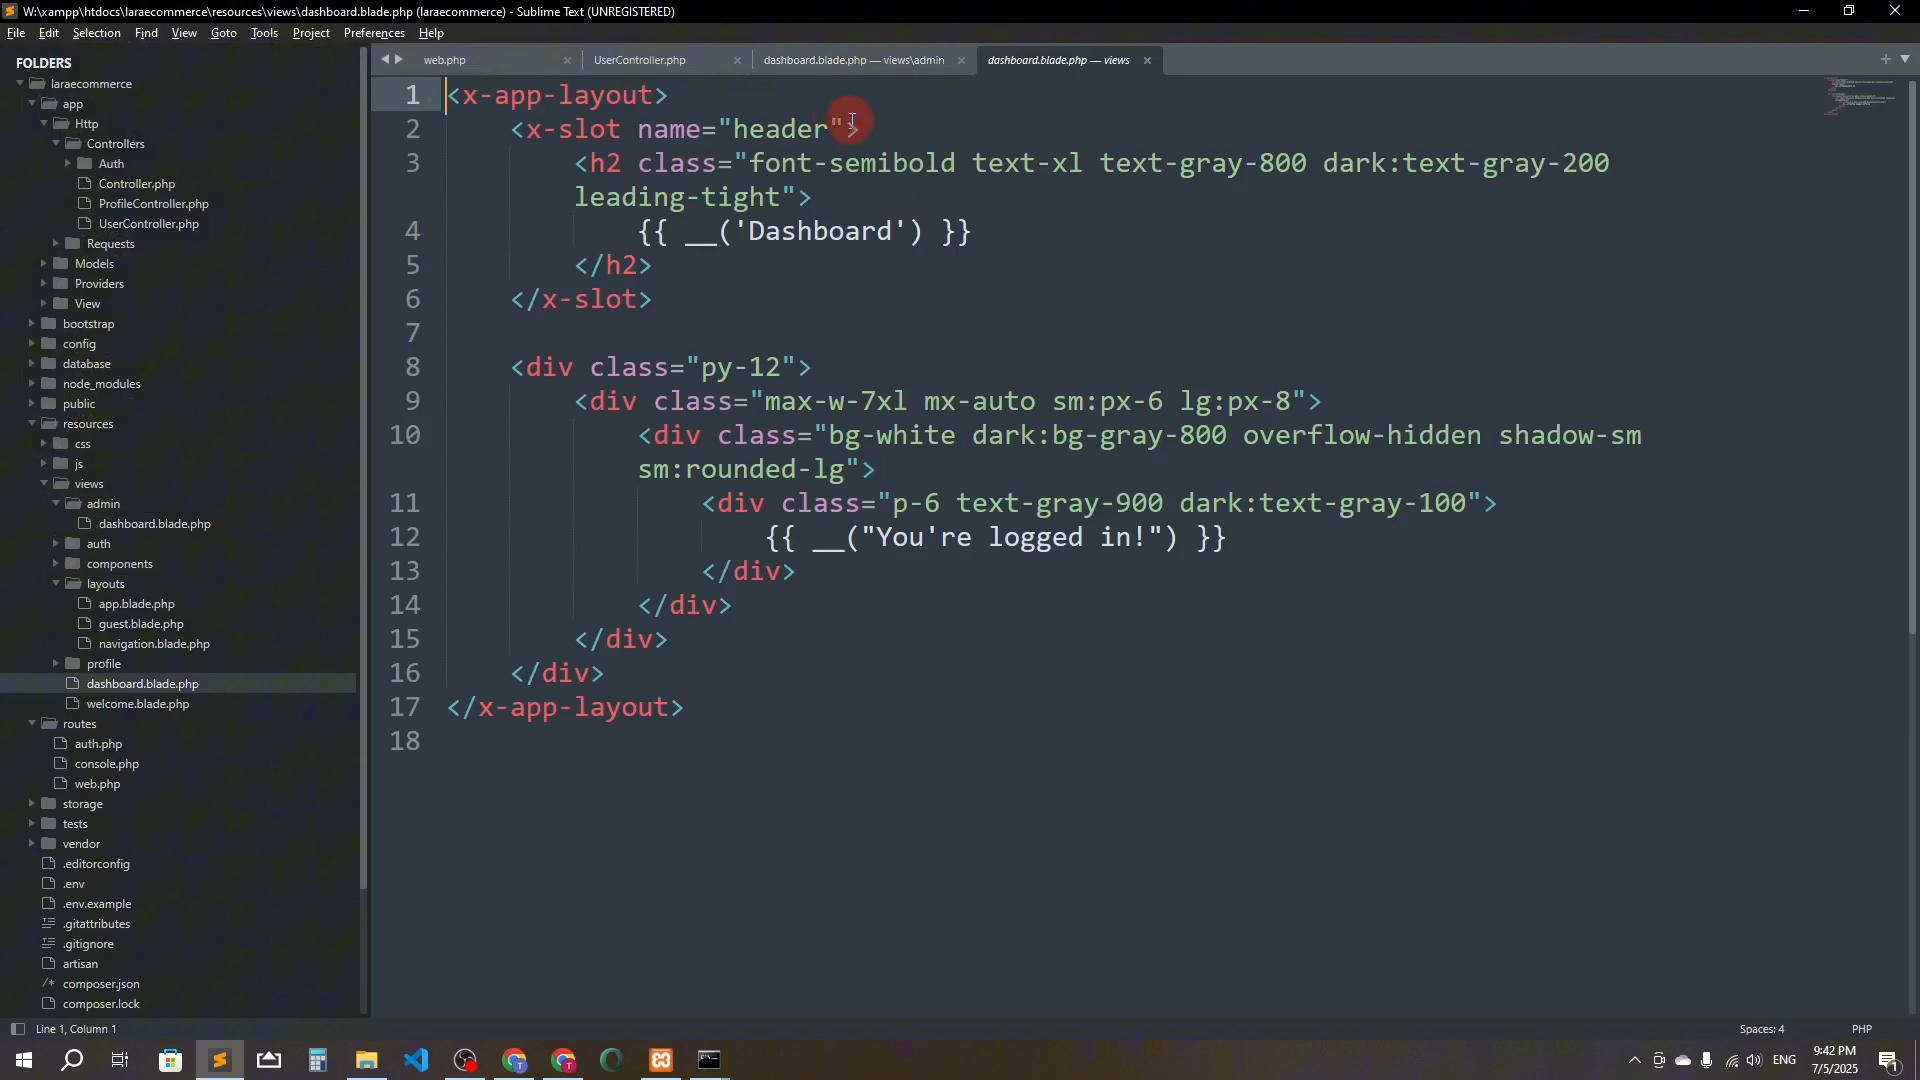 W:\xampp\htdocs\laraecommerce\resources\views\dashboard.blade.php (laraecommerce) - Sublime Text (UNREGISTERED)
File Edit Selection Find View Goto Tools Project Preferences Help
FOLDERS
laraecommerce
app
Http
Controllers
Auth
Controller.php
ProfileController.php
UserController.php
Requests
Models
Providers
View
bootstrap
config
database
node_modules
public
resources
css
js
views
admin
dashboard.blade.php
auth
components
layouts
app.blade.php
guest.blade.php
navigation.blade.php
profile
dashboard.blade.php
welcome.blade.php
routes
auth.php
console.php
web.php
storage
tests
vendor
.editorconfig
.env
.env.example
.gitattributes
.gitignore
artisan
composer.json
composer.lock
web.php UserController.php dashboard.blade.php — views\admin dashboard.blade.php — views
1 <x-app-layout>
2 <x-slot name="header">
3 <h2 class="font-semibold text-xl text-gray-800 dark:text-gray-200
leading-tight">
4 {{ __('Dashboard') }}
5 </h2>
6 </x-slot>
7
8 <div class="py-12">
9 <div class="max-w-7xl mx-auto sm:px-6 lg:px-8">
10 <div class="bg-white dark:bg-gray-800 overflow-hidden shadow-sm
sm:rounded-lg">
11 <div class="p-6 text-gray-900 dark:text-gray-100">
12 {{ __("You're logged in!") }}
13 </div>
14 </div>
15 </div>
16 </div>
17 </x-app-layout>
18
Line 1, Column 1
Spaces: 4 PHP
ENG
9:42 PM
7/5/2025